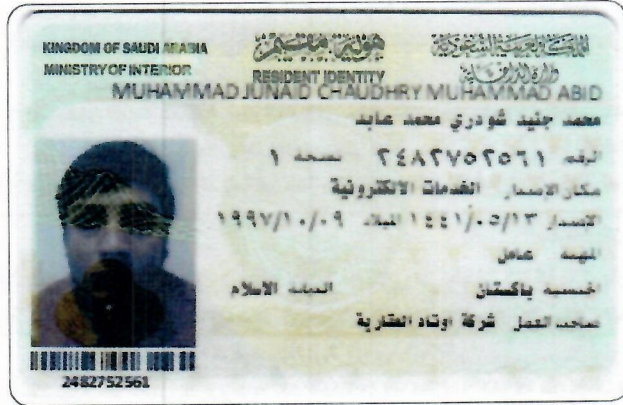 KINGDOM OF SAUDI ARABIA
MINISTRY OF INTERIOR
هوية مقيم
RESIDENT IDENTITY
المملكة العربية السعودية
وزارة الداخلية
MUHAMMAD JUNAID CHAUDHRY MUHAMMAD ABID
محمد جنيد شودري محمد عابد
الرقم ٢٤٨٢٧٥٢٥٦١ نسخة ١
مكان الاصدار الخدمات الالكترونية
الاصدار ١٤٤١/٠٥/١٣ الميلاد ١٩٩٧/١٠/٠٩
المهنة عامل
الجنسية باكستان الديانة الاسلام
صاحب العمل شركة اوتاد العقارية
2482752561